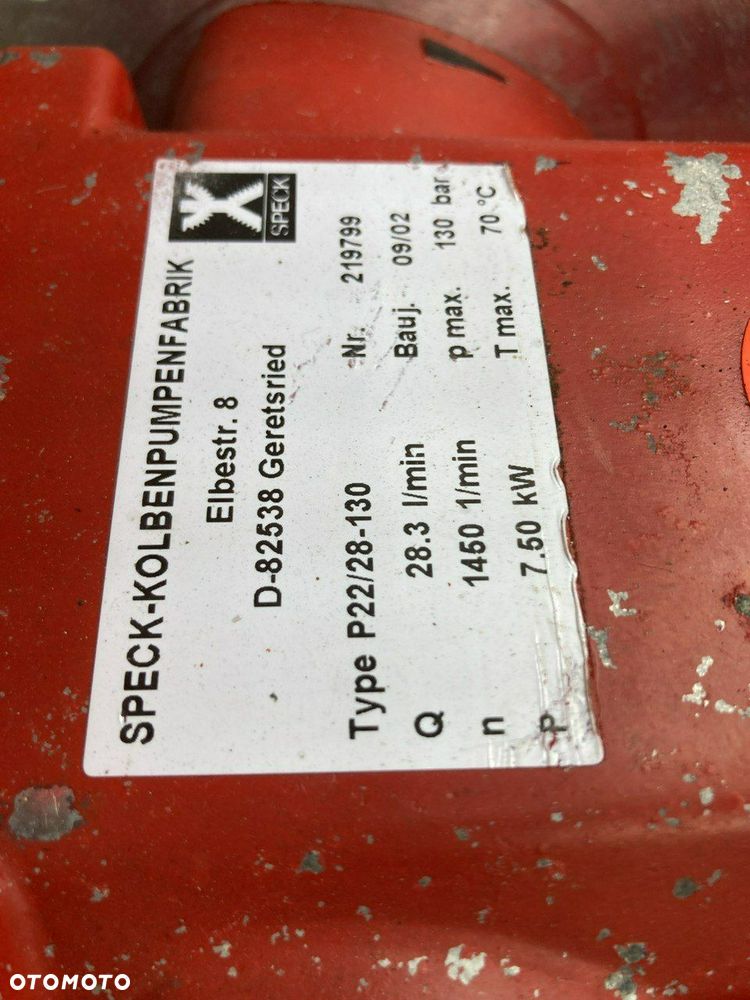 SPECK-KOLBENPUMPENFABRIK
SPECK
Elbestr. 8
D-82538 Geretsried
Type P22/28-130 Nr. 219799
Q 28.3 l/min Bauj. 09/02
n 1450 1/min p max. 130 bar
P 7.50 kW T max. 70 °C
OTOMOTO